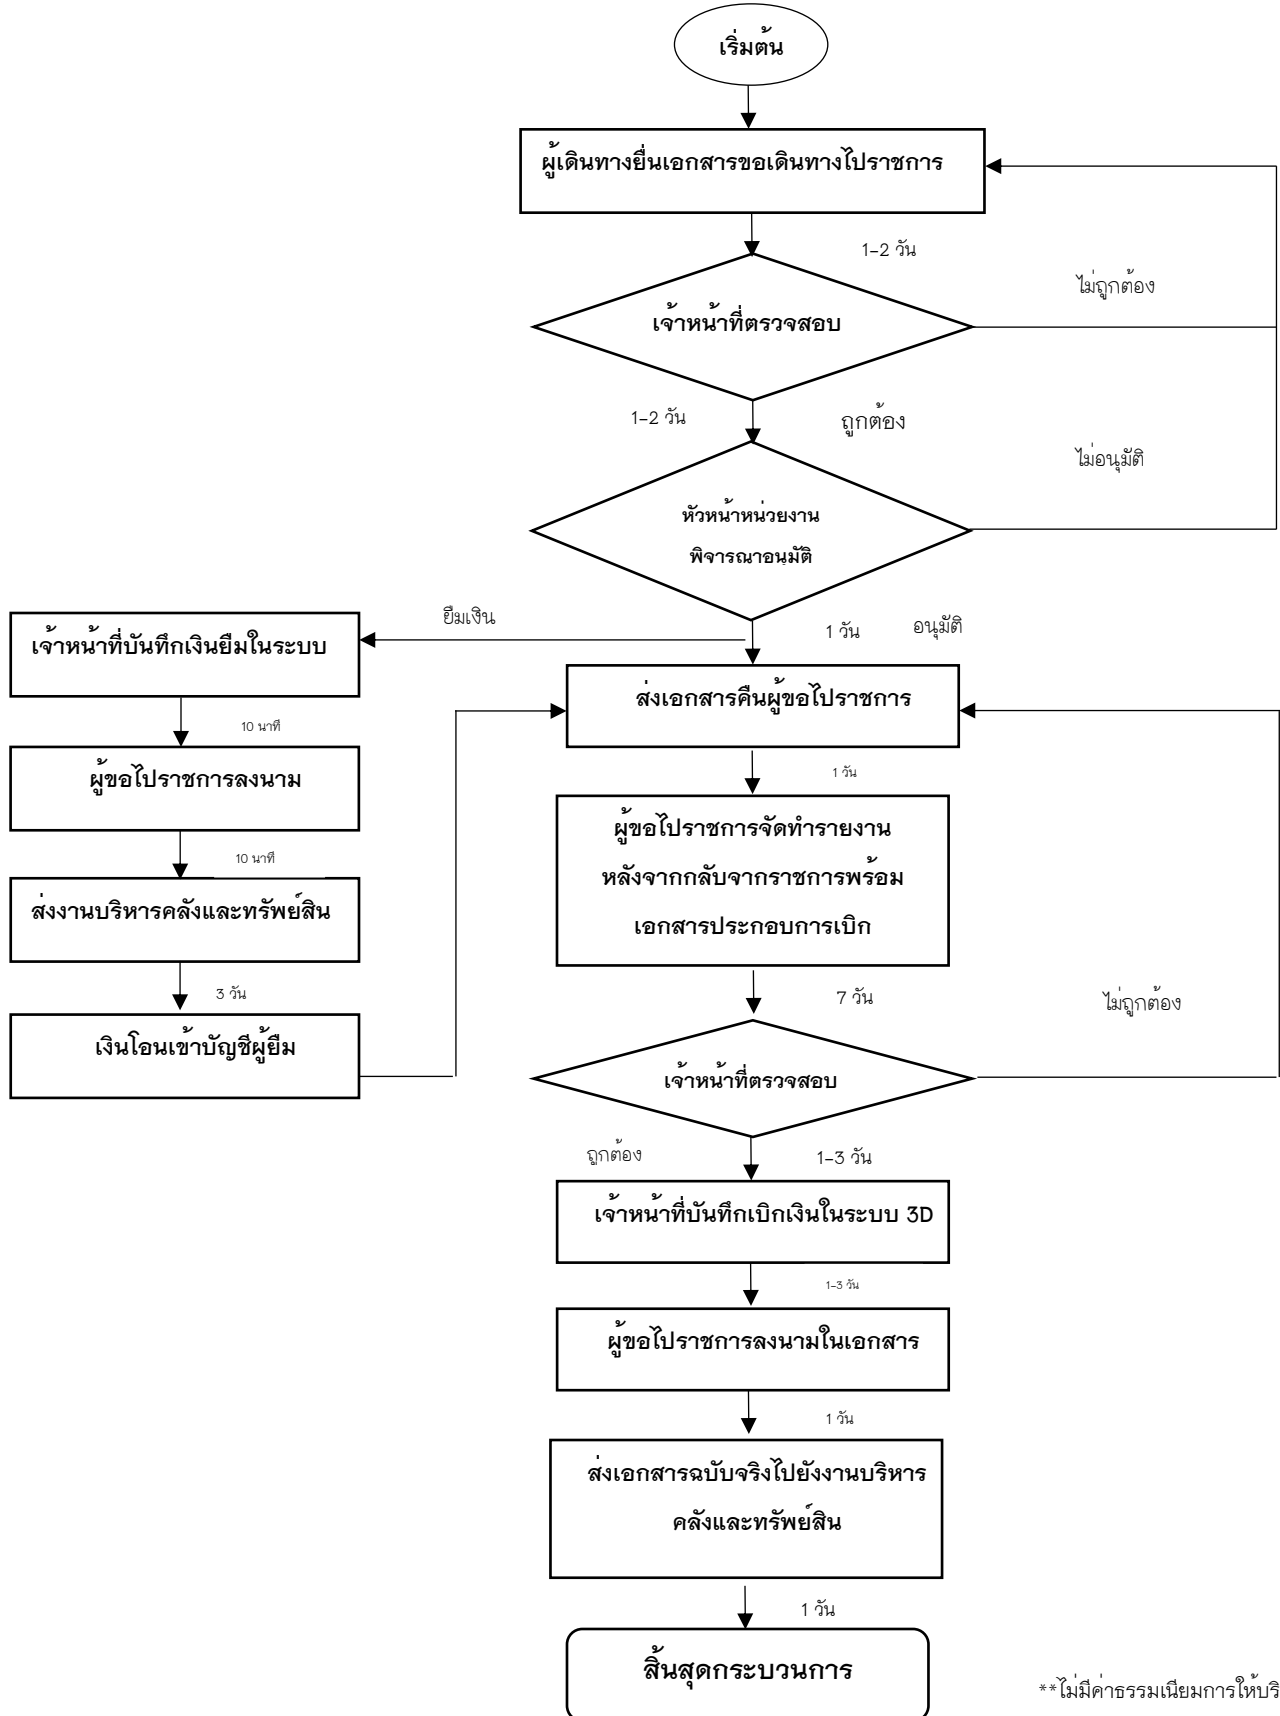 เริ่มต้น
ผู้เดินทางยื่นเอกสารขอเดินทางไปราชการ
1-2 วัน
ไม่ถูกต้อง
เจ้าหน้าที่ตรวจสอบ
1-2 วัน
ถูกต้อง
ไม่อนุมัติ
หัวหน้าหน่วยงาน
พิจารณาอนุมัติ
ยืมเงิน
1 วัน
อนุมัติ
เจ้าหน้าที่บันทึกเงินยืมในระบบ
10 นาที
ผู้ขอไปราชการลงนาม
10 นาที
ส่งงานบริหารคลังและทรัพย์สิน
3 วัน
เงินโอนเข้าบัญชีผู้ยืม
ส่งเอกสารคืนผู้ขอไปราชการ
1 วัน
ผู้ขอไปราชการจัดทำรายงาน
หลังจากกลับจากราชการพร้อม
เอกสารประกอบการเบิก
7 วัน
ไม่ถูกต้อง
เจ้าหน้าที่ตรวจสอบ
ถูกต้อง
1-3 วัน
เจ้าหน้าที่บันทึกเบิกเงินในระบบ 3D
1-3 วัน
ผู้ขอไปราชการลงนามในเอกสาร
1 วัน
ส่งเอกสารฉบับจริงไปยังงานบริหาร
คลังและทรัพย์สิน
1 วัน
สิ้นสุดกระบวนการ
**ไม่มีค่าธรรมเนียมการให้บริ